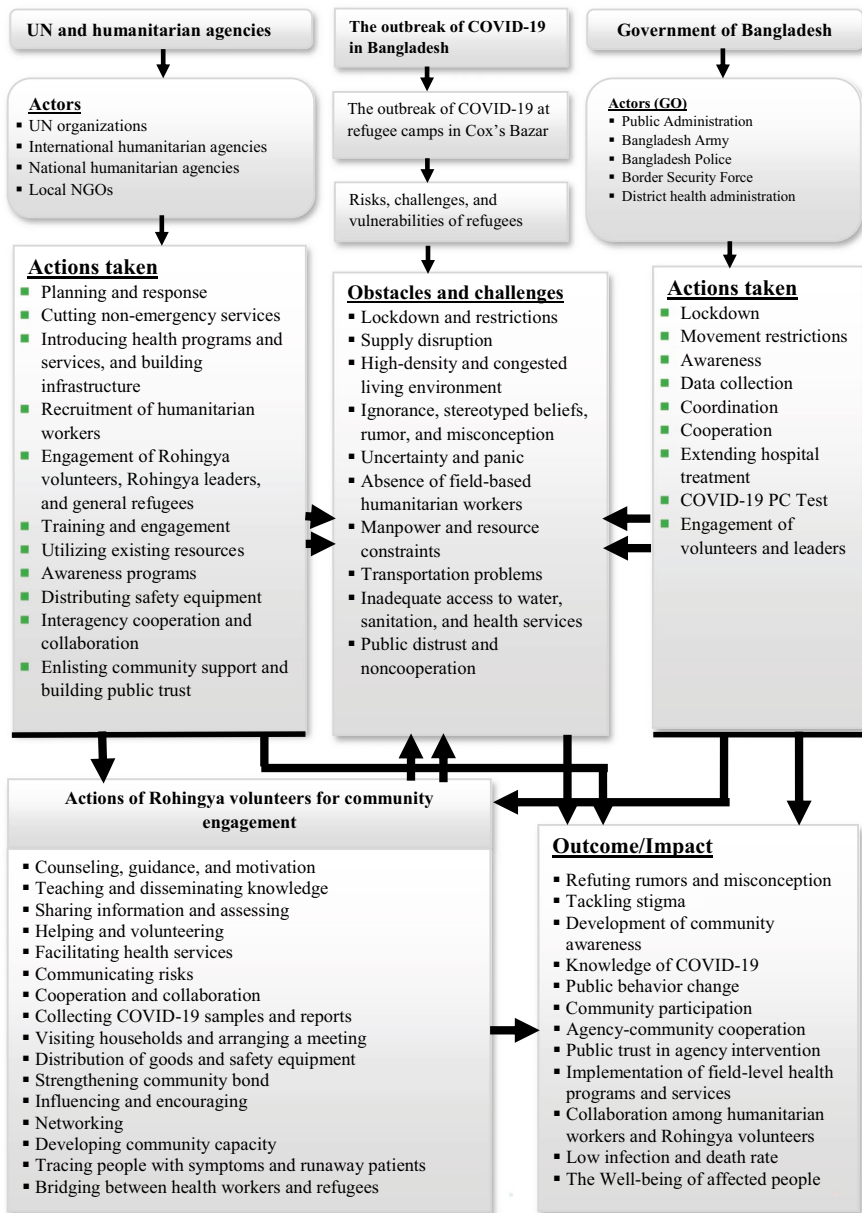 UN and humanitarian agencies
The outbreak of COVID-19
in Bangladesh
Government of Bangladesh
Actors
▪ UN organizations
▪ International humanitarian agencies
▪ National humanitarian agencies
▪ Local NGOs
The outbreak of COVID-19 at
refugee camps in Cox's Bazar
Risks, challenges, and
vulnerabilities of refugees
Actors (GO)
▪ Public Administration
▪ Bangladesh Army
▪ Bangladesh Police
▪ Border Security Force
▪ District health administration
Actions taken
▪ Planning and response
▪ Cutting non-emergency services
▪ Introducing health programs and
services, and building
infrastructure
▪ Recruitment of humanitarian
workers
▪ Engagement of Rohingya
volunteers, Rohingya leaders,
and general refugees
▪ Training and engagement
▪ Utilizing existing resources
▪ Awareness programs
▪ Distributing safety equipment
▪ Interagency cooperation and
collaboration
▪ Enlisting community support and
building public trust
Obstacles and challenges
▪ Lockdown and restrictions
▪ Supply disruption
▪ High-density and congested
living environment
▪ Ignorance, stereotyped beliefs,
rumor, and misconception
▪ Uncertainty and panic
▪ Absence of field-based
humanitarian workers
▪ Manpower and resource
constraints
▪ Transportation problems
▪ Inadequate access to water,
sanitation, and health services
▪ Public distrust and
noncooperation
Actions taken
▪ Lockdown
▪ Movement restrictions
▪ Awareness
▪ Data collection
▪ Coordination
▪ Cooperation
▪ Extending hospital
treatment
▪ COVID-19 PC Test
▪ Engagement of
volunteers and leaders
Actions of Rohingya volunteers for community
engagement
▪ Counseling, guidance, and motivation
▪ Teaching and disseminating knowledge
▪ Sharing information and assessing
▪ Helping and volunteering
▪ Facilitating health services
▪ Communicating risks
▪ Cooperation and collaboration
▪ Collecting COVID-19 samples and reports
▪ Visiting households and arranging a meeting
▪ Distribution of goods and safety equipment
▪ Strengthening community bond
▪ Influencing and encouraging
▪ Networking
▪ Developing community capacity
▪ Tracing people with symptoms and runaway patients
▪ Bridging between health workers and refugees
Outcome/Impact
▪ Refuting rumors and misconception
▪ Tackling stigma
▪ Development of community
awareness
▪ Knowledge of COVID-19
▪ Public behavior change
▪ Community participation
▪ Agency-community cooperation
▪ Public trust in agency intervention
▪ Implementation of field-level health
programs and services
▪ Collaboration among humanitarian
workers and Rohingya volunteers
▪ Low infection and death rate
▪ The Well-being of affected people